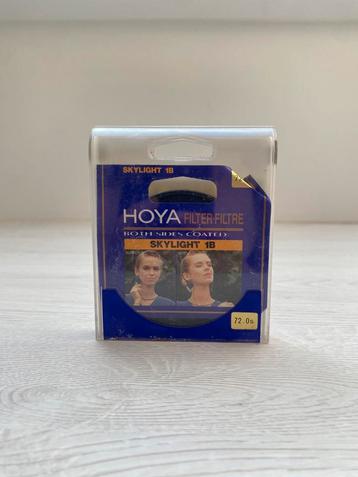 SKYLIGHT 1B
HOYA FILTER FILTRE
BOTH SIDES COATED
SKYLIGHT 1B
72.0s